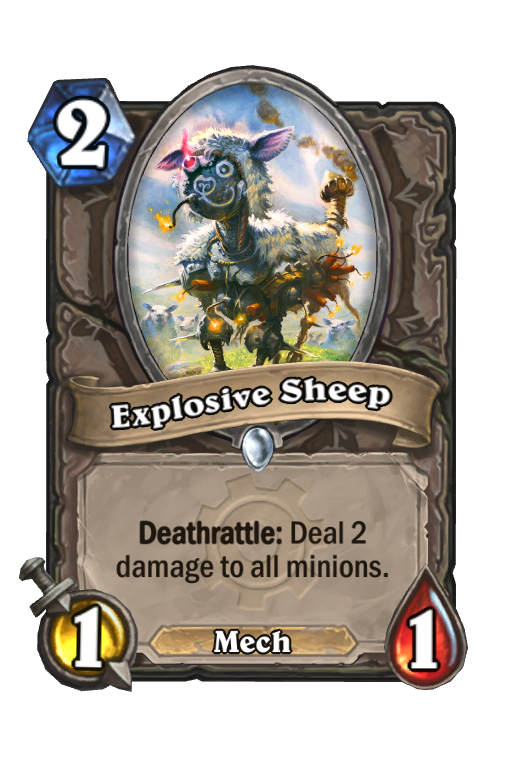 2
Explosive Sheep
Deathrattle: Deal 2
damage to all minions.
1
Mech
1